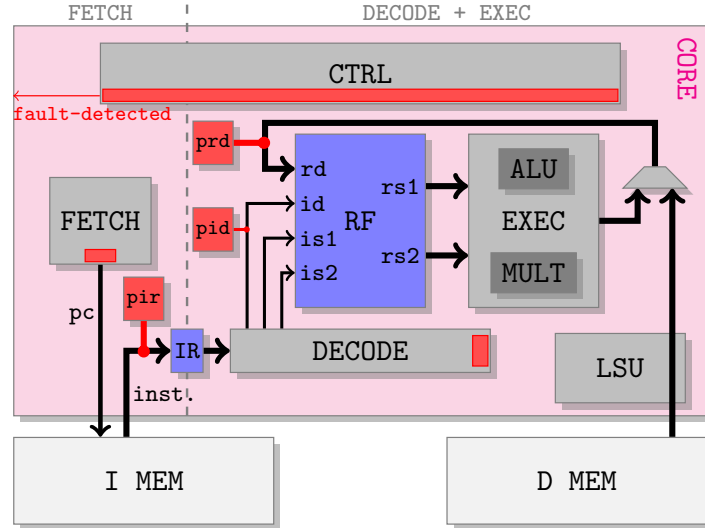 FETCH
DECODE + EXEC
CORE
CTRL
fault-detected
prd
rd
rs1
ALU
FETCH
pid
id
RF
EXEC
is1
rs2
is2
MULT
pir
pc
IR
DECODE
LSU
inst.
I MEM
D MEM